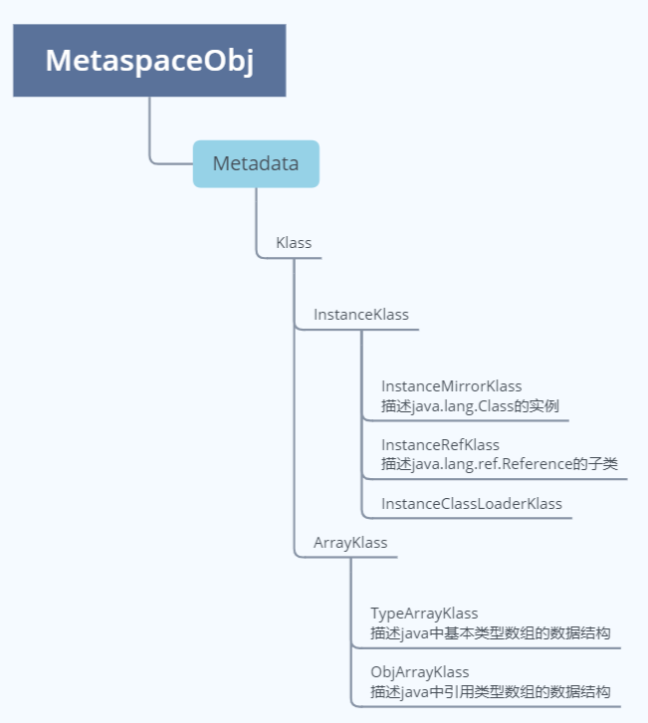 MetaspaceObj
Metadata
Klass
InstanceKlass
InstanceMirrorKlass
描述java.lang.Class的实例
InstanceRefKlass
描述java.lang.ref.Reference的子类
InstanceClassLoaderKlass
ArrayKlass
TypeArrayKlass
描述java中基本类型数组的数据结构
ObjArrayKlass
描述java中引用类型数组的数据结构